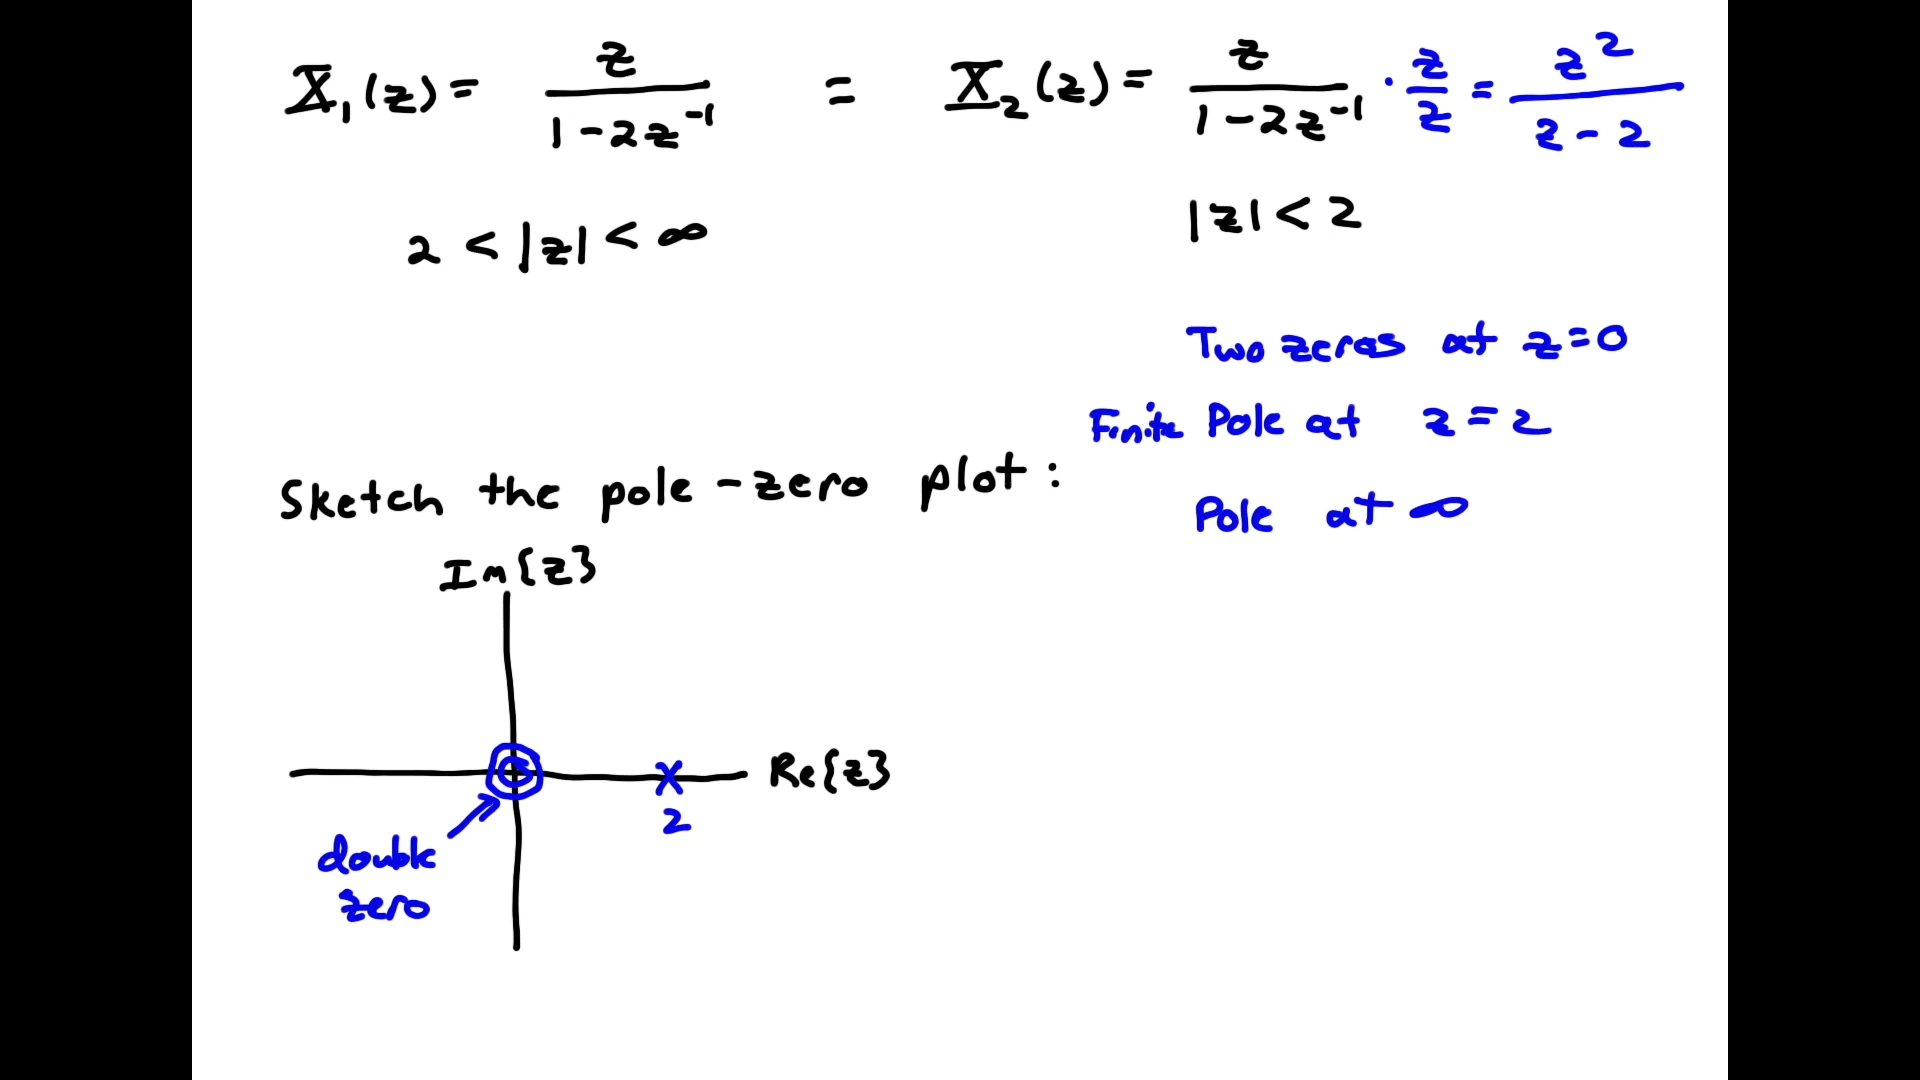 X₁(z) = z / (1 - 2z⁻¹) = X₂(z) = z / (1 - 2z⁻¹) · z/z = z² / (z - 2)
2 < |z| < ∞
|z| < 2
Two zeros at z = 0
Finite Pole at z = 2
Pole at ∞
Sketch the pole-zero plot:
Im{z}
Re{z}
2
double
zero